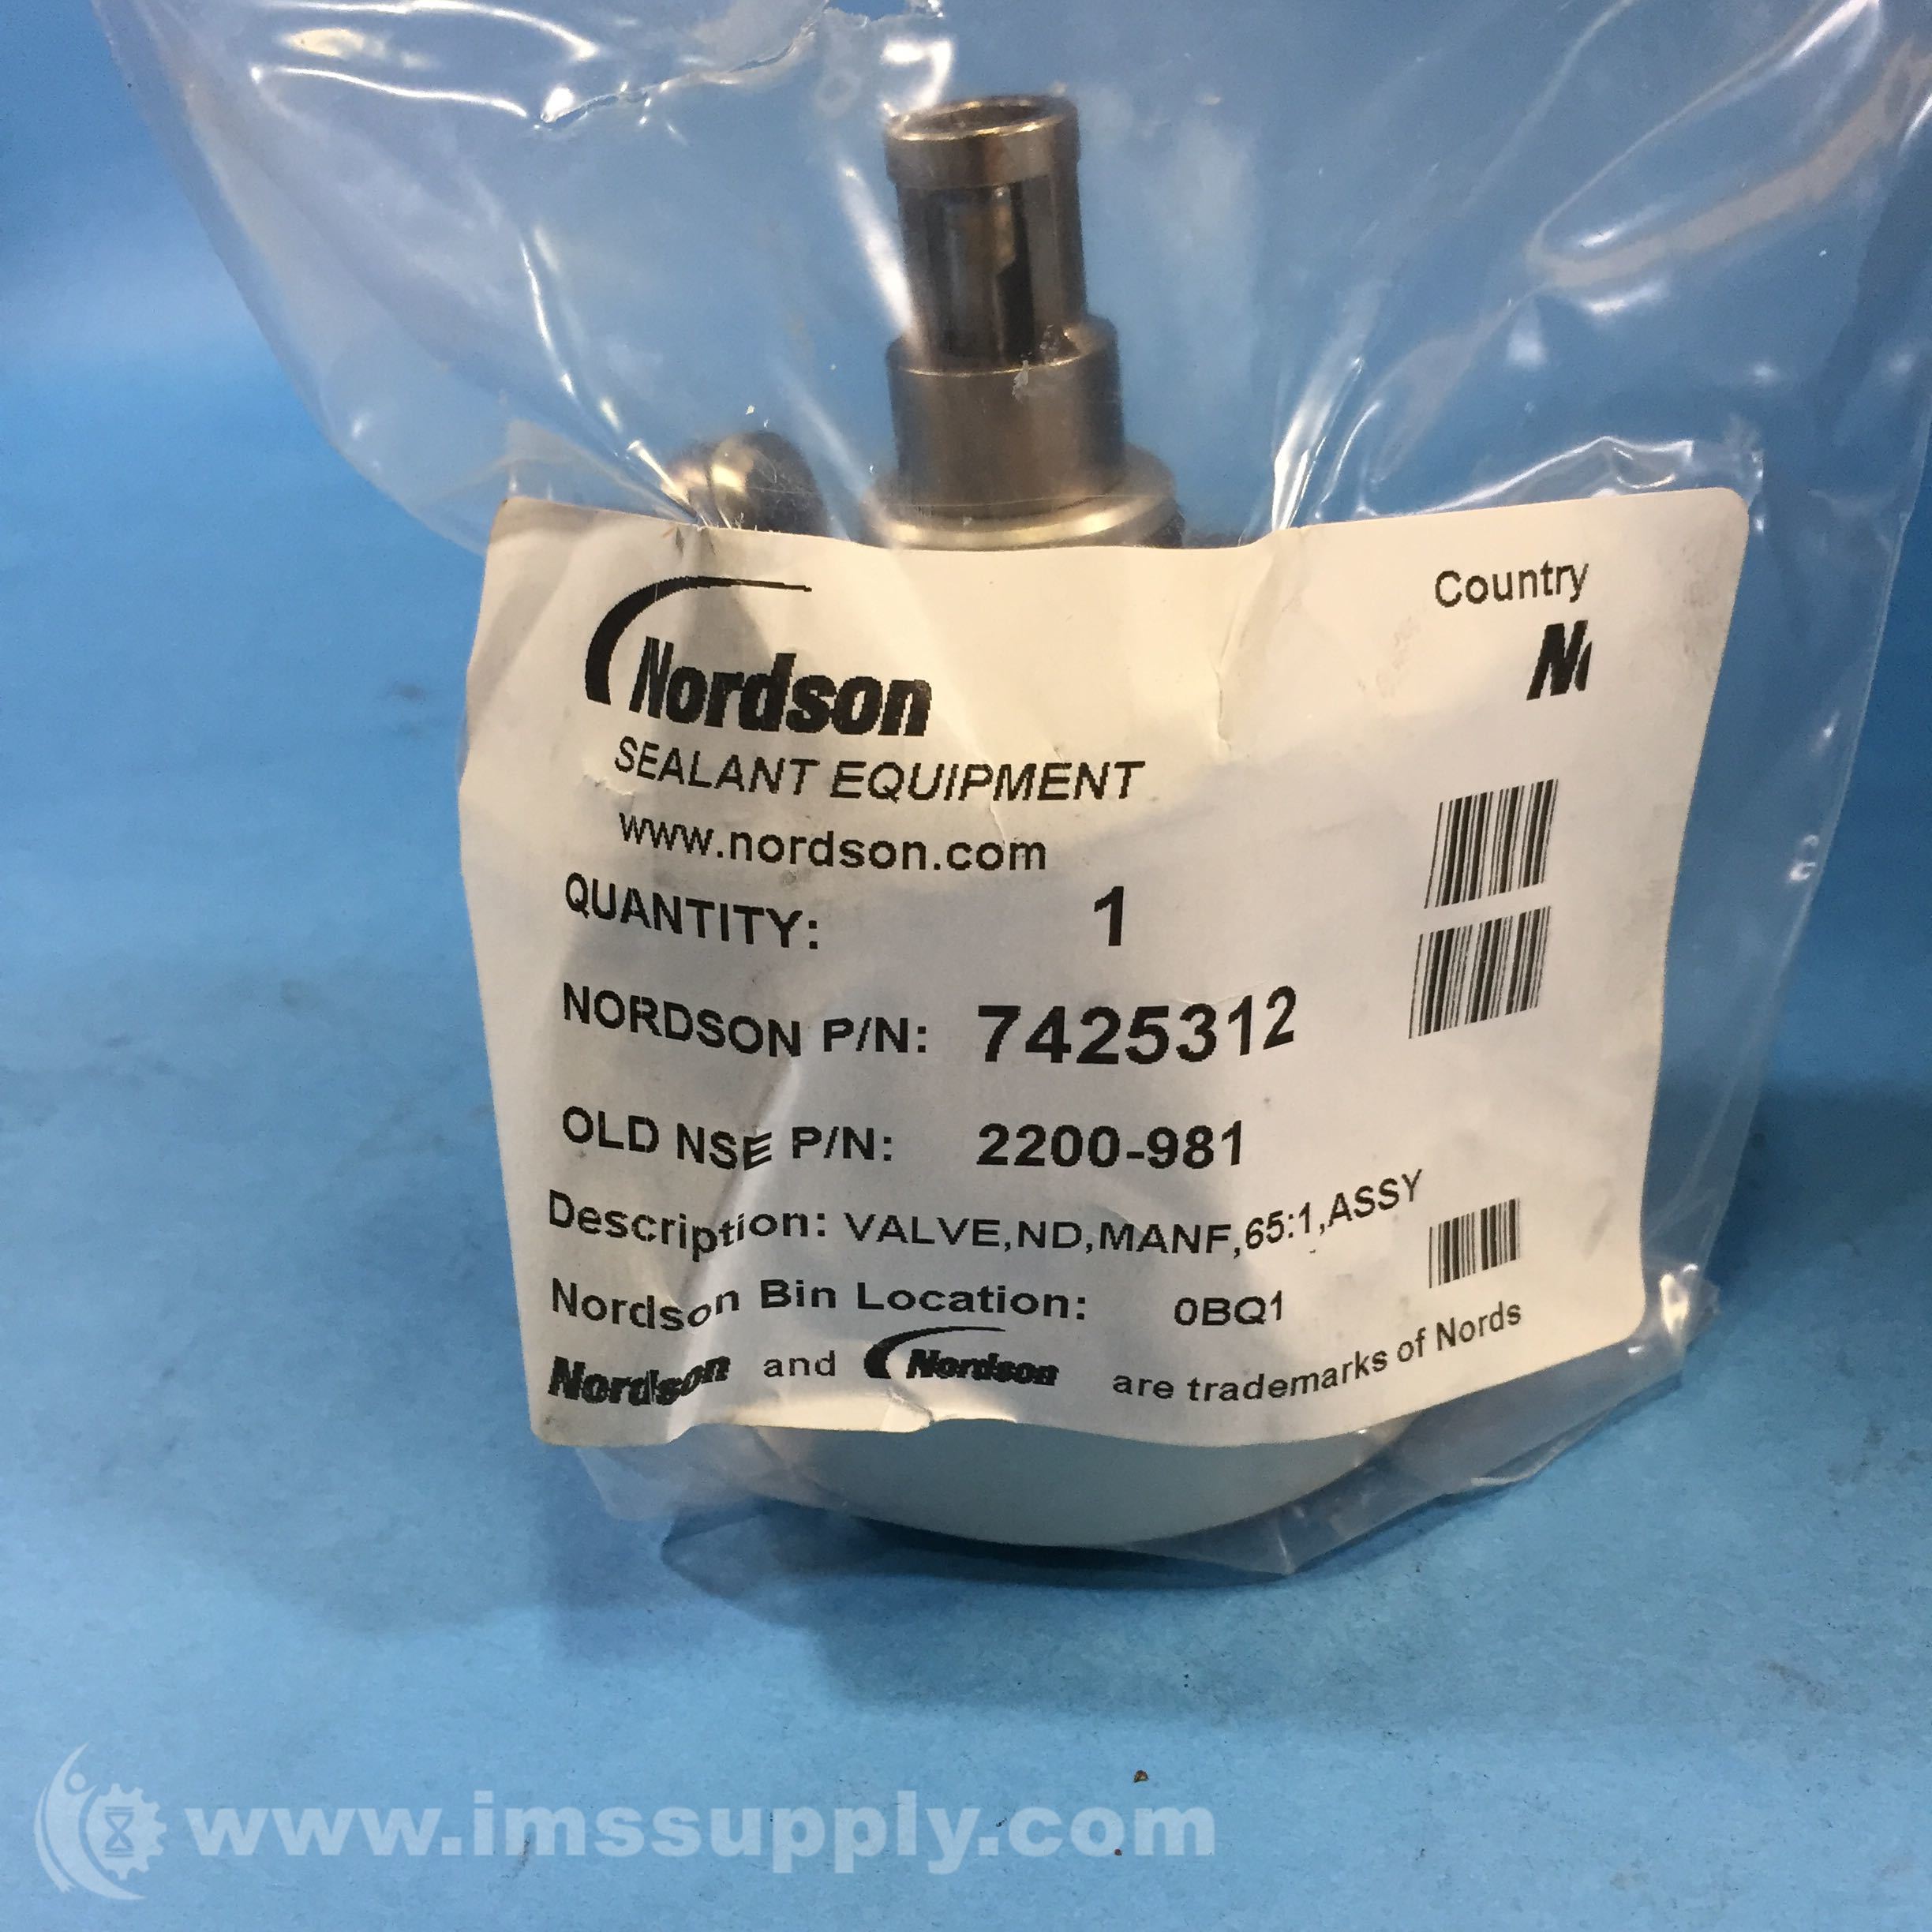 Nordson
Country
SEALANT EQUIPMENT
www.nordson.com
QUANTITY: 1
NORDSON P/N: 7425312
OLD NSE P/N: 2200-981
Description: VALVE,ND,MANF,65:1,ASSY
Nordson Bin Location: 0BQ1
Nordson and Nordson are trademarks of Nords
www.imssupply.com